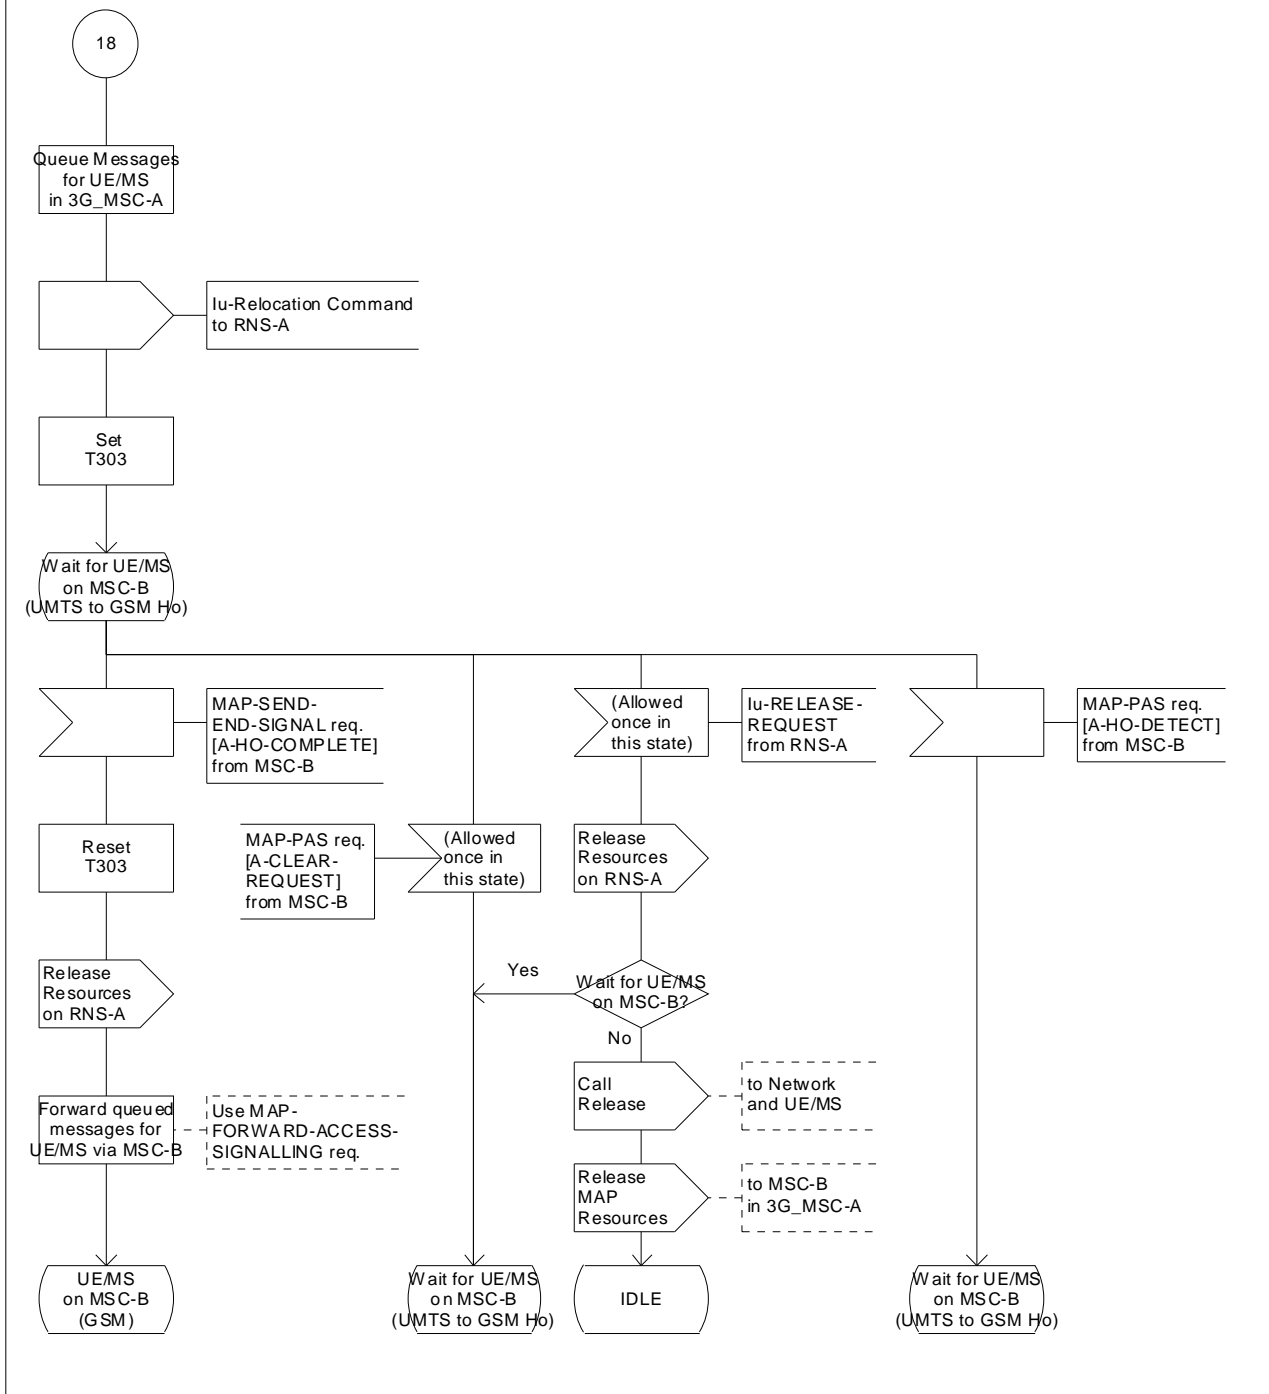 18
Queue Messages
for UE/MS
in 3G_MSC-A
Iu-Relocation Command
to RNS-A
Set
T303
Wait for UE/MS
on MSC-B
(UMTS to GSM Ho)
MAP-SEND-
END-SIGNAL req.
[A-HO-COMPLETE]
from MSC-B
(Allowed
once in
this state)
Iu-RELEASE-
REQUEST
from RNS-A
MAP-PAS req.
[A-HO-DETECT]
from MSC-B
Reset
T303
MAP-PAS req.
[A-CLEAR-
REQUEST]
from MSC-B
(Allowed
once in
this state)
Release
Resources
on RNS-A
Release
Resources
on RNS-A
Yes
Wait for UE/MS
on MSC-B?
No
Forward queued
messages for
UE/MS via MSC-B
Use MAP-
FORWARD-ACCESS-
SIGNALLING req.
Call
Release
to Network
and UE/MS
Release
MAP
Resources
to MSC-B
in 3G_MSC-A
UE/MS
on MSC-B
(GSM)
Wait for UE/MS
on MSC-B
(UMTS to GSM Ho)
IDLE
Wait for UE/MS
on MSC-B
(UMTS to GSM Ho)